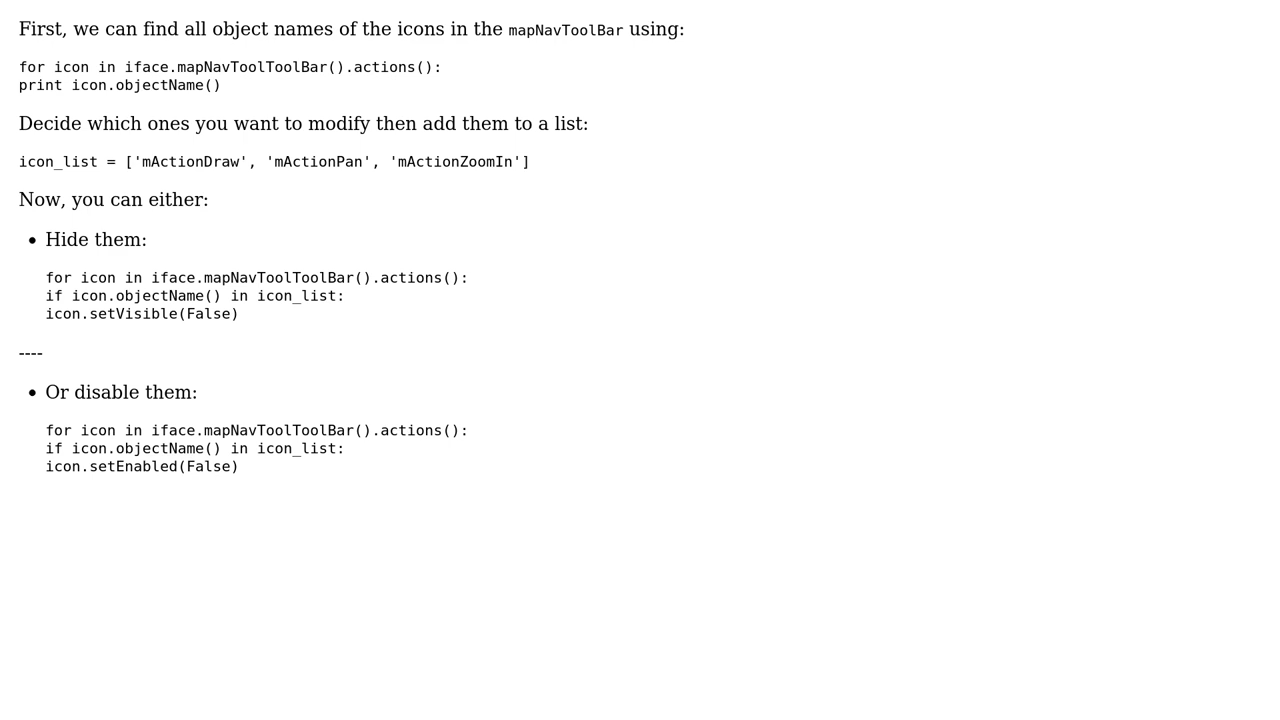 First, we can find all object names of the icons in the mapNavToolBar using:
for icon in iface.mapNavToolToolBar().actions():
print icon.objectName()
Decide which ones you want to modify then add them to a list:
icon_list = ['mActionDraw', 'mActionPan', 'mActionZoomIn']
Now, you can either:
• Hide them:
for icon in iface.mapNavToolToolBar().actions():
if icon.objectName() in icon_list:
icon.setVisible(False)
----
• Or disable them:
for icon in iface.mapNavToolToolBar().actions():
if icon.objectName() in icon_list:
icon.setEnabled(False)